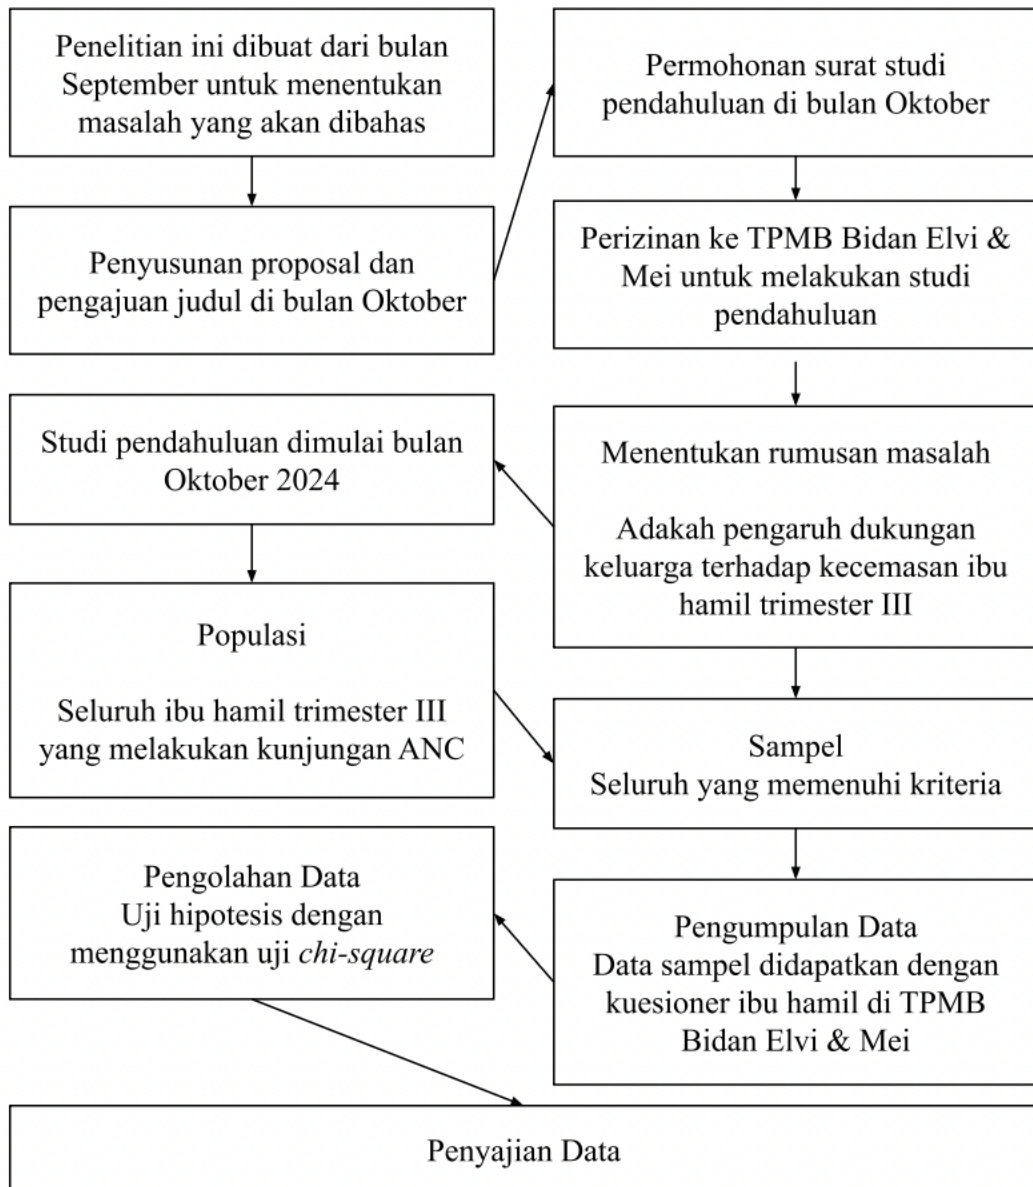 Penelitian ini dibuat dari bulan
September untuk menentukan
masalah yang akan dibahas
Penyusunan proposal dan
pengajuan judul di bulan Oktober
Permohonan surat studi
pendahuluan di bulan Oktober
Perizinan ke TPMB Bidan Elvi &
Mei untuk melakukan studi
pendahuluan
Menentukan rumusan masalah
Adakah pengaruh dukungan
keluarga terhadap kecemasan ibu
hamil trimester III
Studi pendahuluan dimulai bulan
Oktober 2024
Populasi
Seluruh ibu hamil trimester III
yang melakukan kunjungan ANC
Sampel
Seluruh yang memenuhi kriteria
Pengumpulan Data
Data sampel didapatkan dengan
kuesioner ibu hamil di TPMB
Bidan Elvi & Mei
Pengolahan Data
Uji hipotesis dengan
menggunakan uji chi-square
Penyajian Data